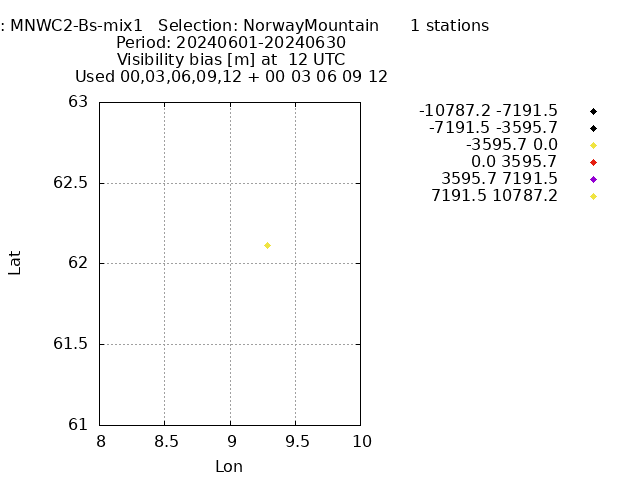 : MNWC2-Bs-mix1   Selection: NorwayMountain      1 stations
Period: 20240601-20240630
Visibility bias [m] at  12 UTC
Used 00,03,06,09,12 + 00 03 06 09 12
-10787.2 -7191.5
-7191.5 -3595.7
-3595.7 0.0
0.0 3595.7
3595.7 7191.5
7191.5 10787.2
63
62.5
62
61.5
61
Lat
8 8.5 9 9.5 10
Lon